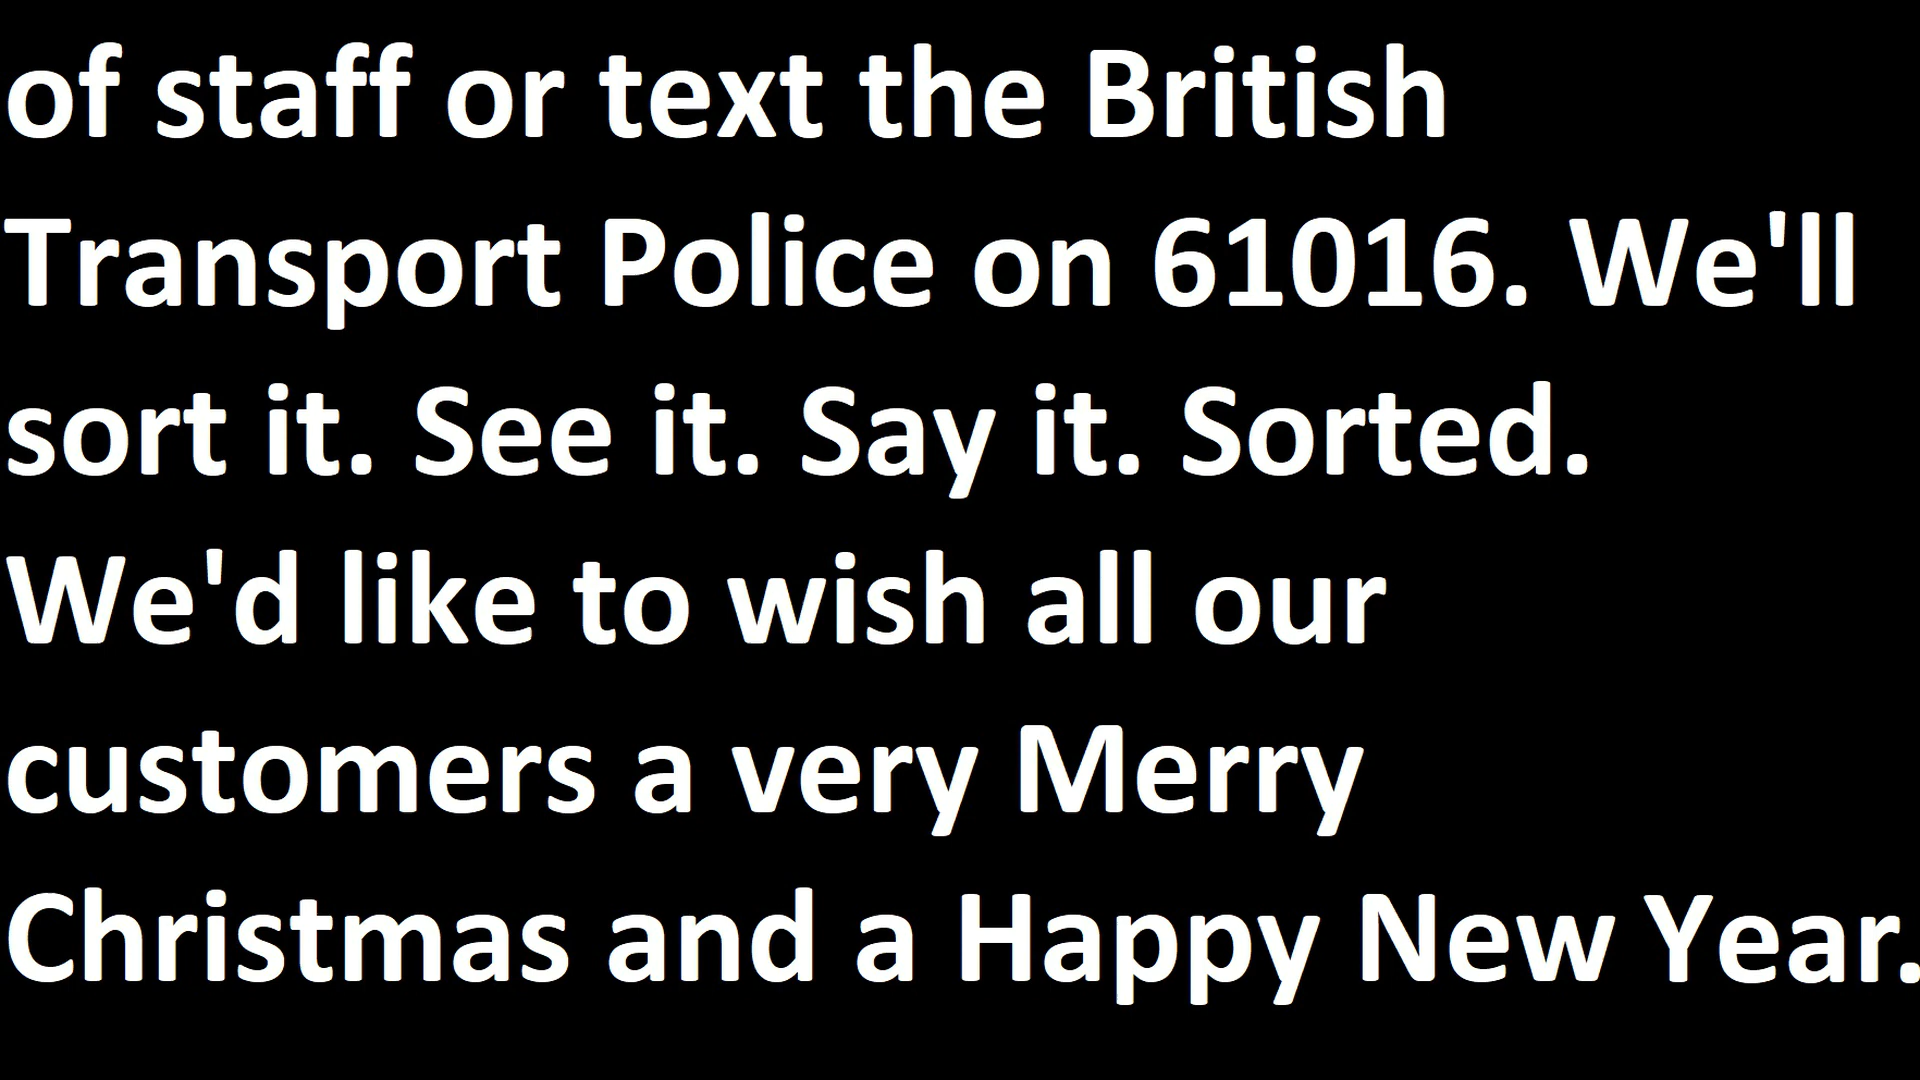 of staff or text the British
Transport Police on 61016. We'll
sort it. See it. Say it. Sorted.
We'd like to wish all our
customers a very Merry
Christmas and a Happy New Year.